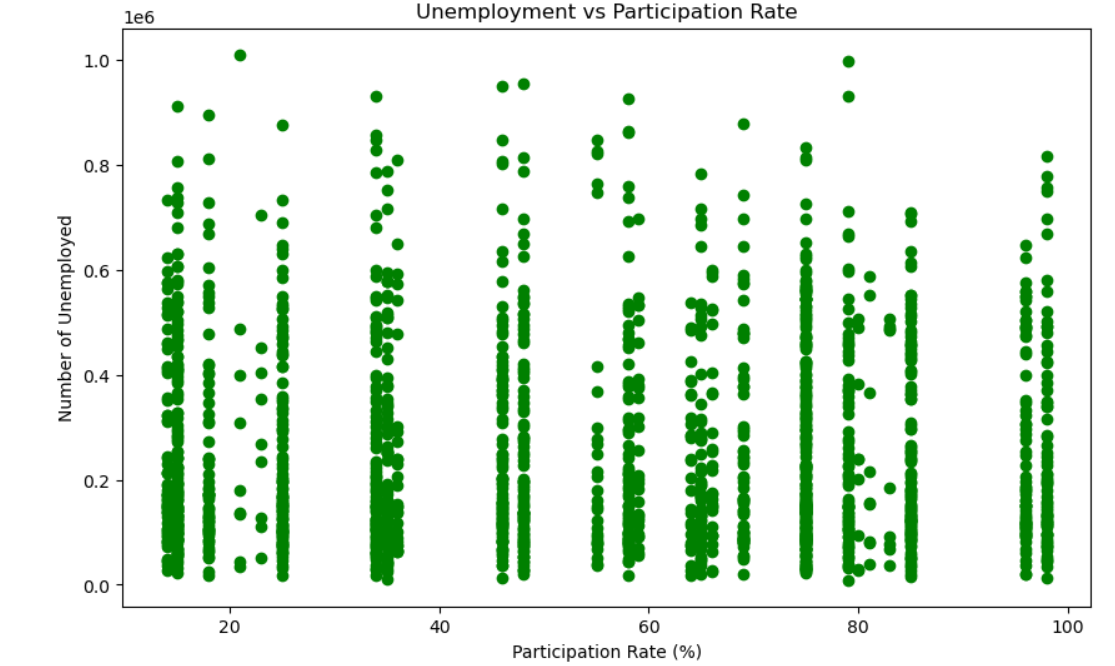 Unemployment vs Participation Rate
1e6
1.0
0.8
0.6
0.4
0.2
0.0
Number of Unemployed
20 40 60 80 100
Participation Rate (%)